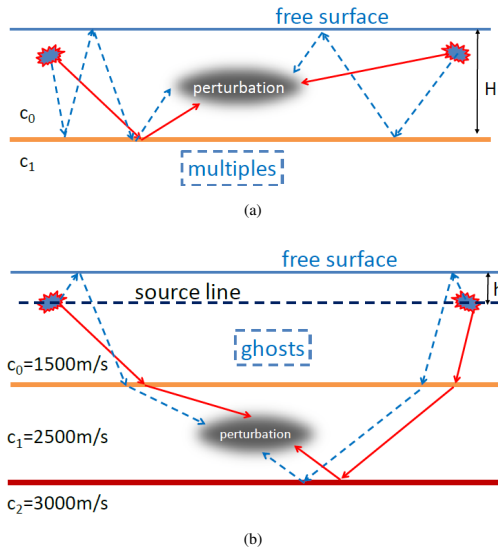 free surface
perturbation
H
c₀
c₁
multiples
(a)
free surface
source line
h
ghosts
c₀=1500m/s
c₁=2500m/s
perturbation
c₂=3000m/s
(b)